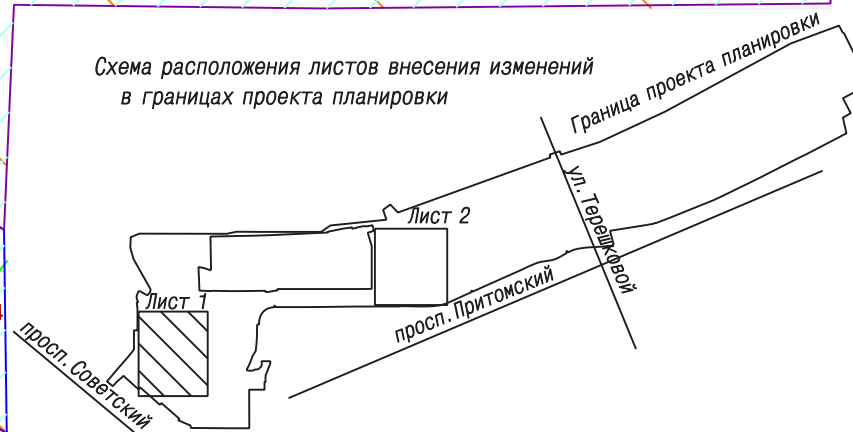 Схема расположения листов внесения изменений
в границах проекта планировки
Граница проекта планировки
ул.Терешковой
Лист 2
просп.Притомский
Лист 1
просп.Советский